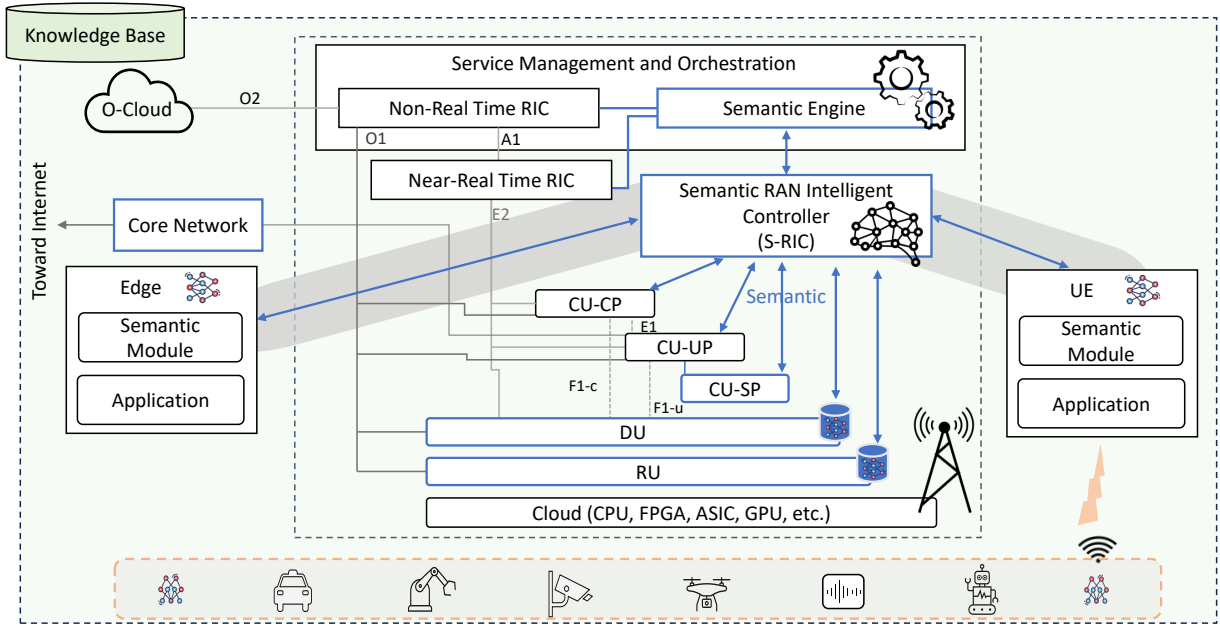 Knowledge Base
Service Management and Orchestration
O-Cloud
O2
Non-Real Time RIC
Semantic Engine
O1
A1
Near-Real Time RIC
Semantic RAN Intelligent
Controller
(S-RIC)
E2
Toward Internet
Core Network
Edge
Semantic
Module
Application
CU-CP
Semantic
E1
CU-UP
F1-c
CU-SP
F1-u
DU
RU
Cloud (CPU, FPGA, ASIC, GPU, etc.)
UE
Semantic
Module
Application